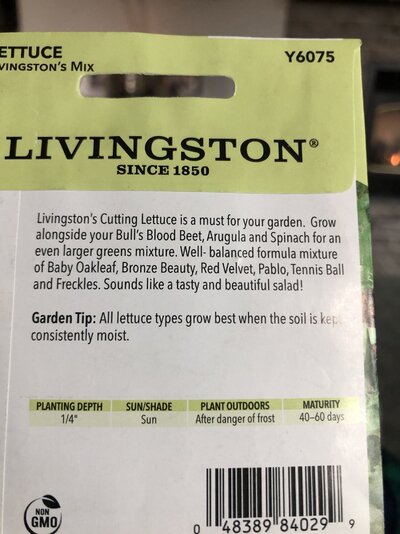 ETTUCE
VINGSTON'S MIX
Y6075
LIVINGSTON®
SINCE 1850
Livingston's Cutting Lettuce is a must for your garden. Grow
alongside your Bull's Blood Beet, Arugula and Spinach for an
even larger greens mixture. Well- balanced formula mixture
of Baby Oakleaf, Bronze Beauty, Red Velvet, Pablo, Tennis Ball
and Freckles. Sounds like a tasty and beautiful salad!
Garden Tip: All lettuce types grow best when the soil is kept
consistently moist.
PLANTING DEPTH SUN/SHADE PLANT OUTDOORS MATURITY
1/4" Sun After danger of frost 40–60 days
NON
GMO
0 48389 84029 9